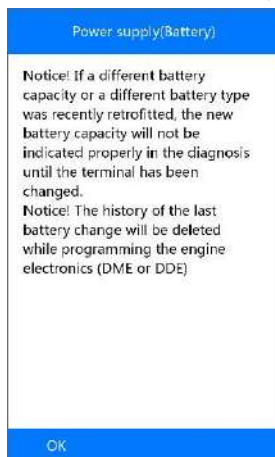 Power supply(Battery)
Notice! If a different battery
capacity or a different battery type
was recently retrofitted, the new
battery capacity will not be
indicated properly in the diagnosis
until the terminal has been
changed.
Notice! The history of the last
battery change will be deleted
while programming the engine
electronics (DME or DDE)
OK